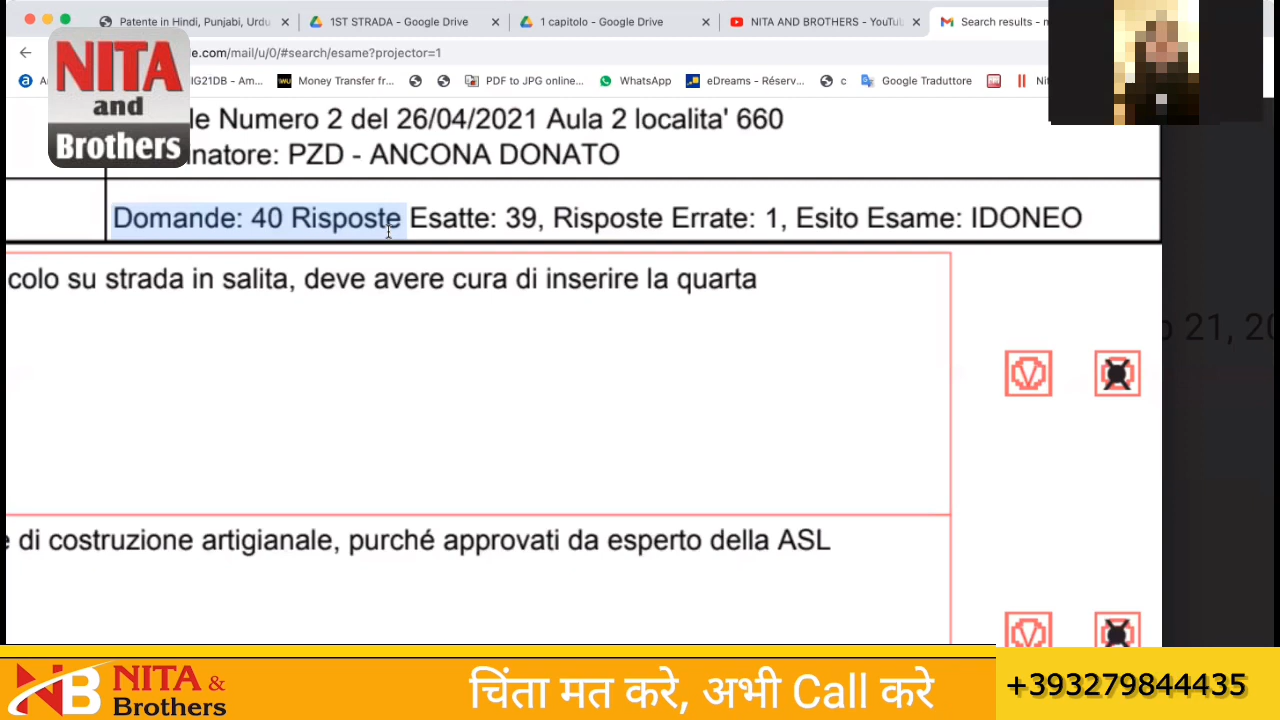 Patente in Hindi, Punjabi, Urdu
1ST STRADA - Google Drive
1 capitolo - Google Drive
NITA AND BROTHERS - YouTu
Search results - m
e.com/mail/u/0/#search/esame?projector=1
IG21DB - Am...
Money Transfer fr...
PDF to JPG online...
WhatsApp
eDreams - Réserv...
c
Google Traduttore
NITA
and
Brothers
le Numero 2 del 26/04/2021 Aula 2 localita' 660
inatore: PZD - ANCONA DONATO
Domande: 40 Risposte Esatte: 39, Risposte Errate: 1, Esito Esame: IDONEO
colo su strada in salita, deve avere cura di inserire la quarta
21, 20
V
di costruzione artigianale, purché approvati da esperto della ASL
V
NB NITA &
Brothers
चिंता मत करे, अभी Call करे
+393279844435